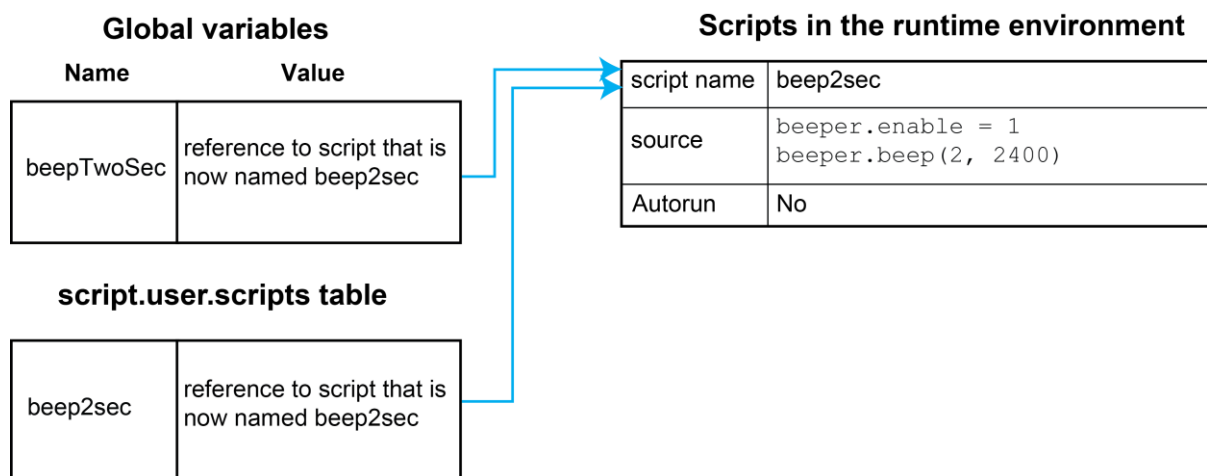 Global variables
Name Value
beepTwoSec
reference to script that is
now named beep2sec
script.user.scripts table
beep2sec
reference to script that is
now named beep2sec
Scripts in the runtime environment
script name beep2sec
source
beeper.enable = 1
beeper.beep(2, 2400)
Autorun No